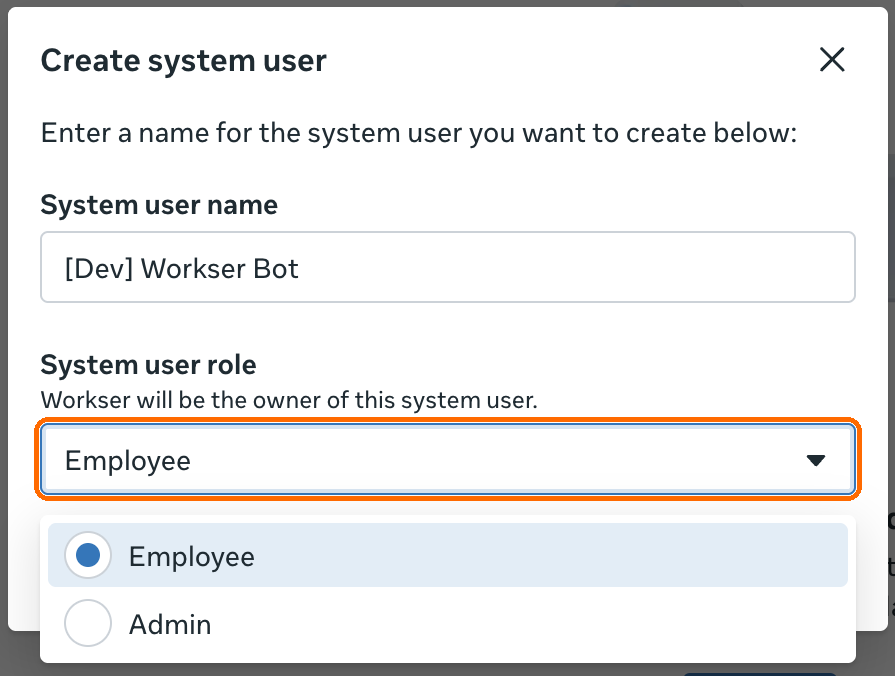 Create system user
Enter a name for the system user you want to create below:
System user name
[Dev] Workser Bot
System user role
Workser will be the owner of this system user.
Employee
Employee
Admin